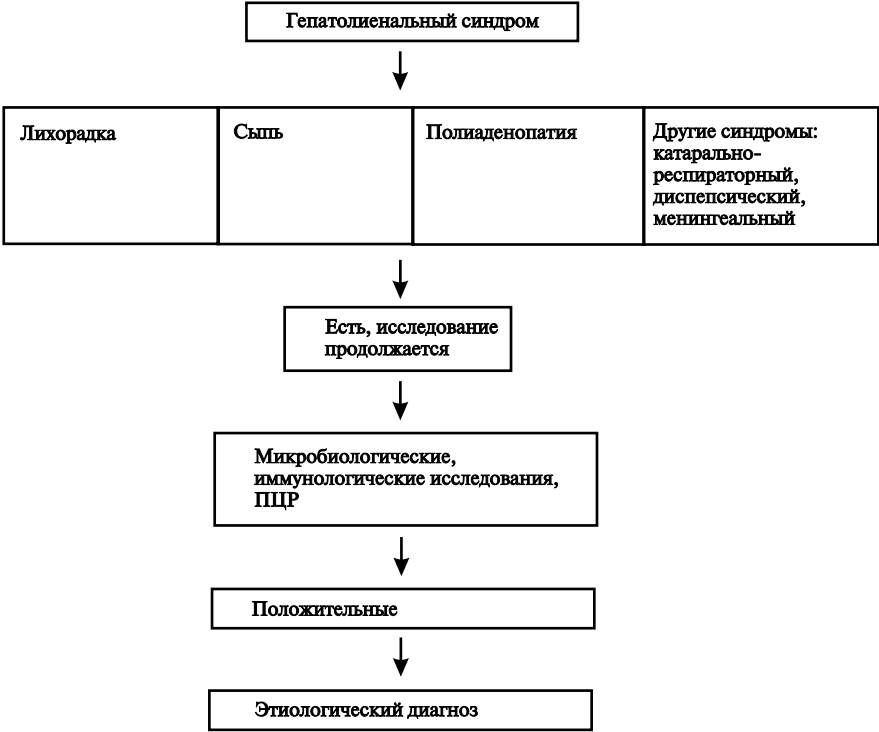 Гепатолиенальный синдром
Лихорадка
Сыпь
Полиаденопатия
Другие синдромы:
катарально-
респираторный,
диспепсический,
менингеальный
Есть, исследование
продолжается
Микробиологические,
иммунологические исследования,
ПЦР
Положительные
Этиологический диагноз